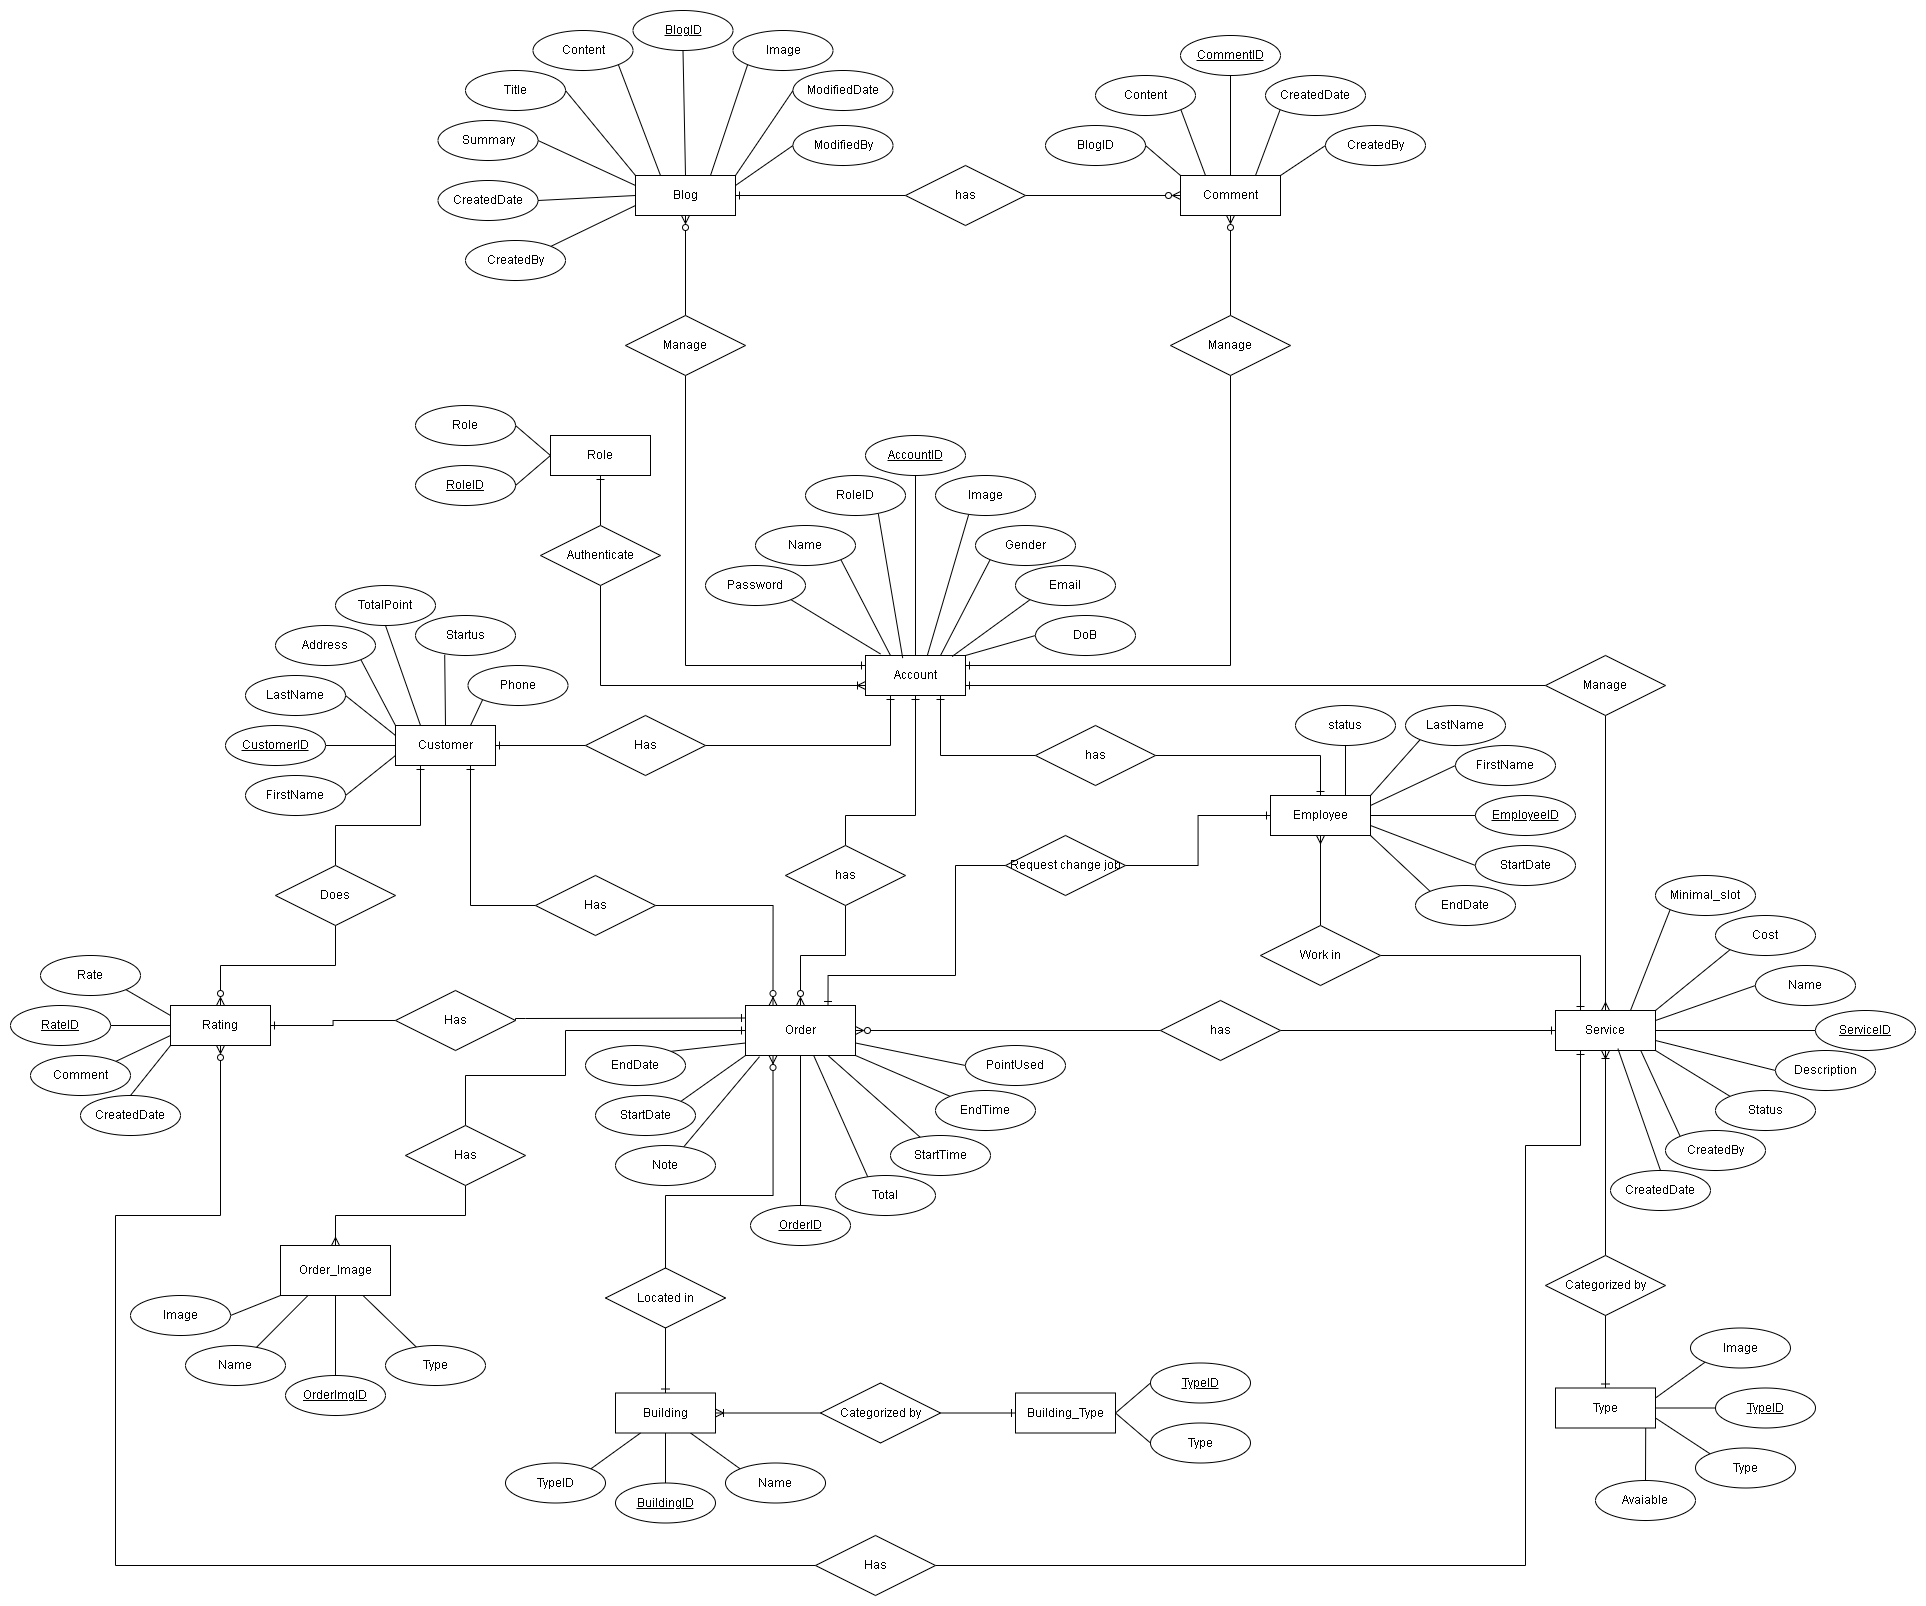 BlogID
Content
Image
CommentID
Title
ModifiedDate
Content
CreatedDate
Summary
ModifiedBy
BlogID
CreatedBy
CreatedDate
Blog
has
Comment
CreatedBy
Manage
Manage
Role
Role
RoleID
AccountID
RoleID
Image
Authenticate
Name
Gender
Password
Email
TotalPoint
Startus
DoB
Address
Account
Manage
LastName
Phone
CustomerID
Customer
Has
has
status
LastName
FirstName
FirstName
Employee
EmployeeID
Does
Has
has
Request change job
StartDate
EndDate
Minimal_slot
Cost
Work in
Rate
Name
RateID
Rating
Has
Order
has
Service
ServiceID
Comment
EndDate
PointUsed
Description
CreatedDate
StartDate
EndTime
Status
Has
Note
StartTime
CreatedBy
Total
CreatedDate
OrderID
Order_Image
Located in
Categorized by
Image
Name
Type
OrderImgID
Image
TypeID
Building
Categorized by
Building_Type
Type
TypeID
Type
Type
TypeID
Name
BuildingID
Avaiable
Has